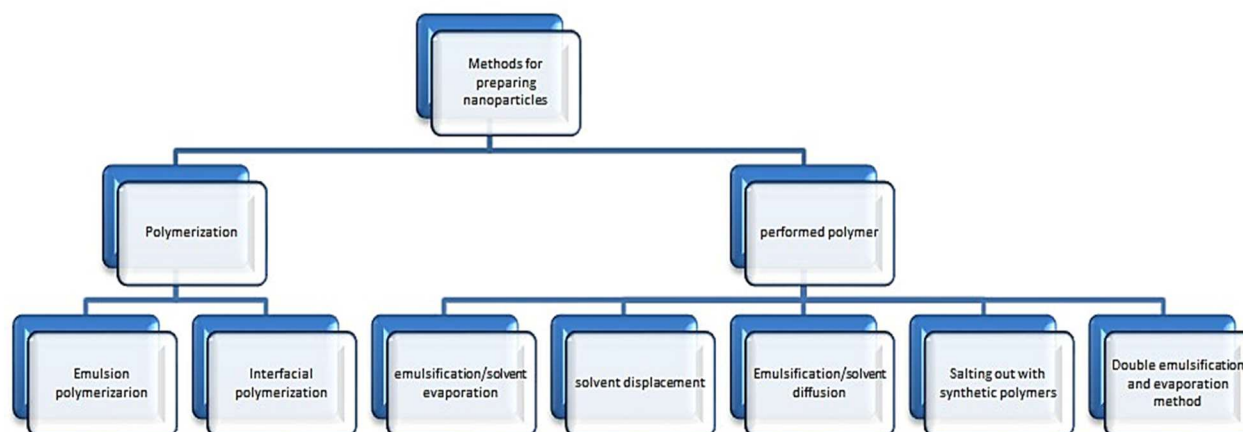 Methods for
preparing
nanoparticles
Polymerization
performed polymer
Emulsion
polymerizarion
Interfacial
polymerization
emulsification/solvent
evaporation
solvent displacement
Emulsification/solvent
diffusion
Salting out with
synthetic polymers
Double emulsification
and evaporation
method